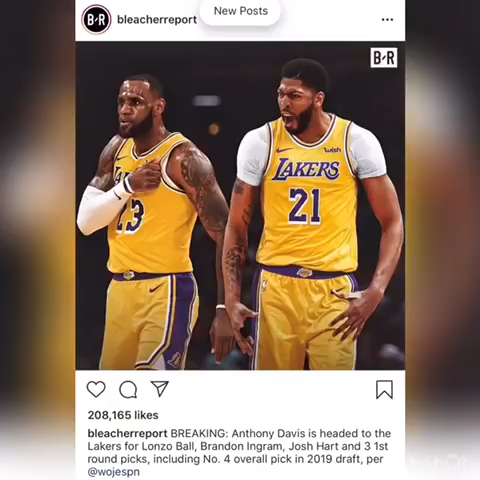 B·R
bleacherreport
New Posts
B·R
wish
LAKERS
LA
23
21
208,165 likes
bleacherreport BREAKING: Anthony Davis is headed to the
Lakers for Lonzo Ball, Brandon Ingram, Josh Hart and 3 1st
round picks, including No. 4 overall pick in 2019 draft, per
@wojespn